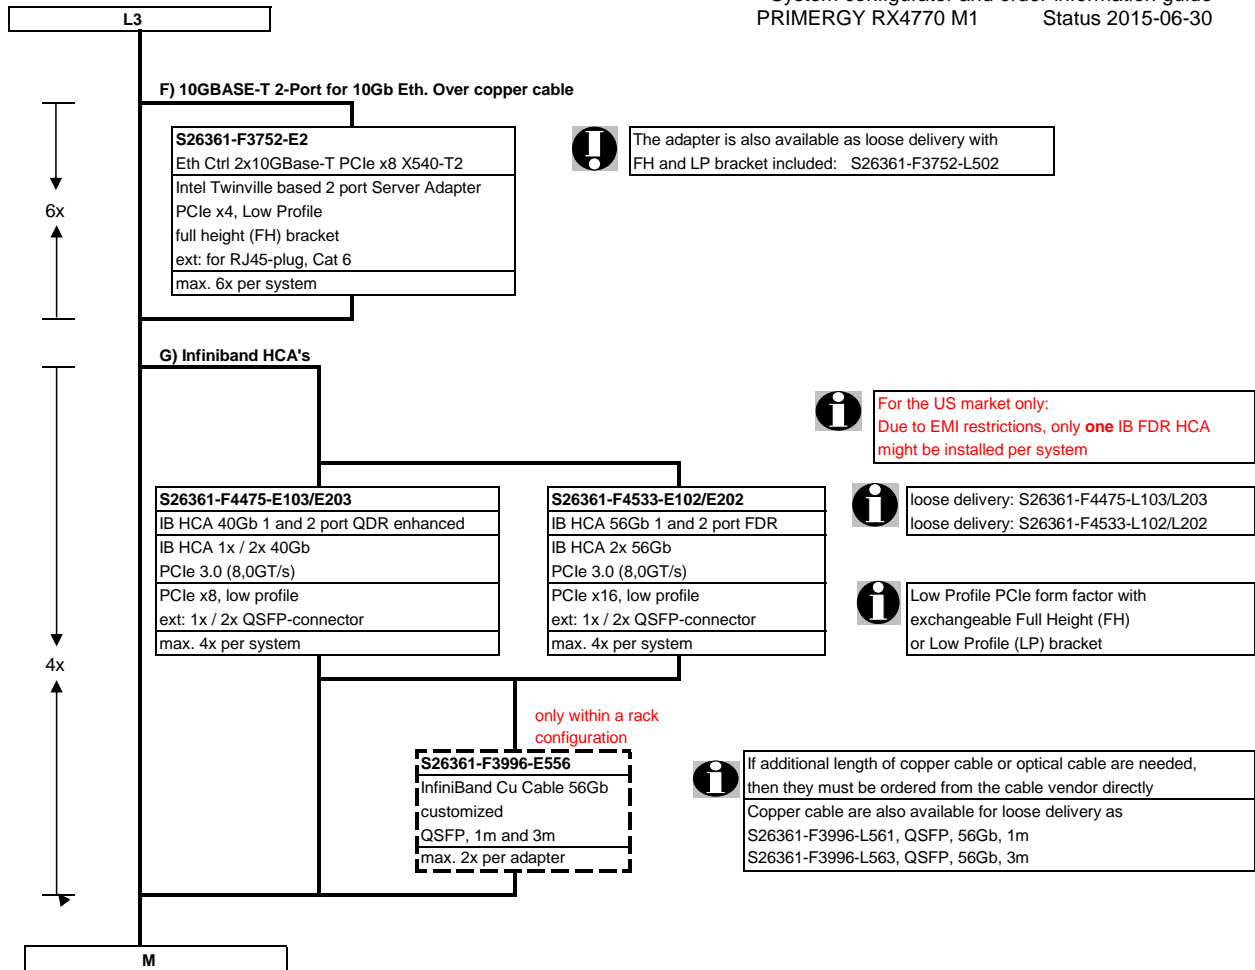 System configurator and order-information guide
PRIMERGY RX4770 M1 Status 2015-06-30
L3
F) 10GBASE-T 2-Port for 10Gb Eth. Over copper cable
S26361-F3752-E2
Eth Ctrl 2x10GBase-T PCIe x8 X540-T2
Intel Twinville based 2 port Server Adapter
PCIe x4, Low Profile
full height (FH) bracket
ext: for RJ45-plug, Cat 6
max. 6x per system
The adapter is also available as loose delivery with
FH and LP bracket included: S26361-F3752-L502
6x
G) Infiniband HCA's
For the US market only:
Due to EMI restrictions, only one IB FDR HCA
might be installed per system
S26361-F4475-E103/E203
IB HCA 40Gb 1 and 2 port QDR enhanced
IB HCA 1x / 2x 40Gb
PCIe 3.0 (8,0GT/s)
PCIe x8, low profile
ext: 1x / 2x QSFP-connector
max. 4x per system
S26361-F4533-E102/E202
IB HCA 56Gb 1 and 2 port FDR
IB HCA 2x 56Gb
PCIe 3.0 (8,0GT/s)
PCIe x16, low profile
ext: 1x / 2x QSFP-connector
max. 4x per system
loose delivery: S26361-F4475-L103/L203
loose delivery: S26361-F4533-L102/L202
Low Profile PCIe form factor with
exchangeable Full Height (FH)
or Low Profile (LP) bracket
4x
only within a rack
configuration
S26361-F3996-E556
InfiniBand Cu Cable 56Gb
customized
QSFP, 1m and 3m
max. 2x per adapter
If additional length of copper cable or optical cable are needed,
then they must be ordered from the cable vendor directly
Copper cable are also available for loose delivery as
S26361-F3996-L561, QSFP, 56Gb, 1m
S26361-F3996-L563, QSFP, 56Gb, 3m
M